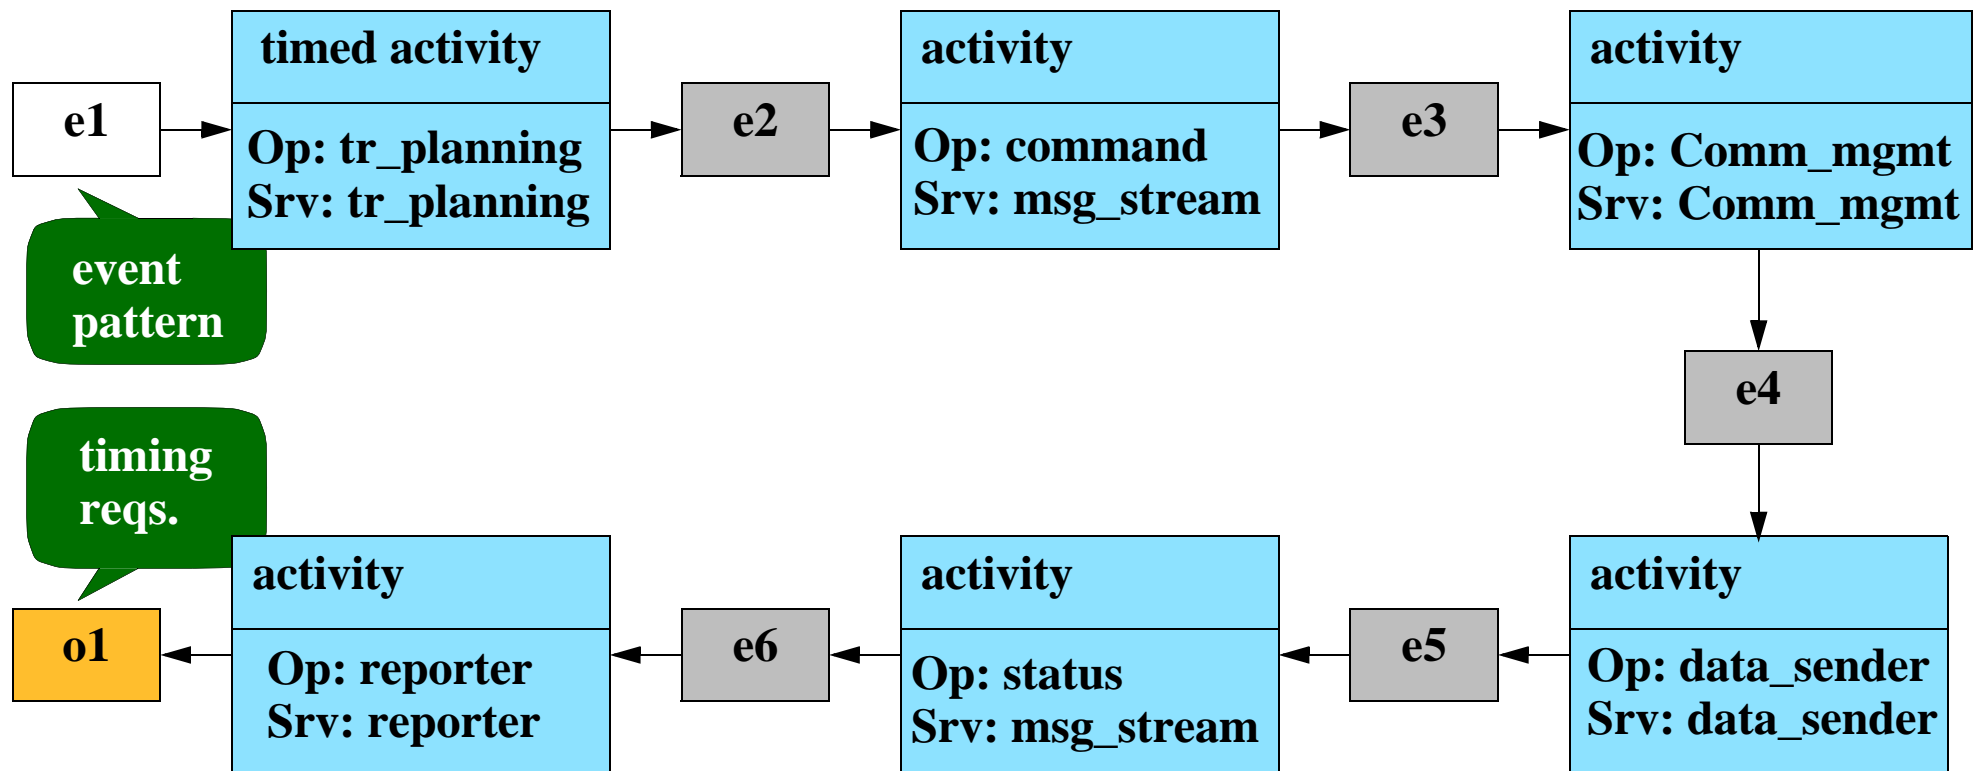 e1
timed activity
Op: tr_planning
Srv: tr_planning
e2
activity
Op: command
Srv: msg_stream
e3
activity
Op: Comm_mgmt
Srv: Comm_mgmt
event
pattern
e4
timing
reqs.
activity
Op: data_sender
Srv: data_sender
e5
activity
Op: status
Srv: msg_stream
e6
activity
Op: reporter
Srv: reporter
o1